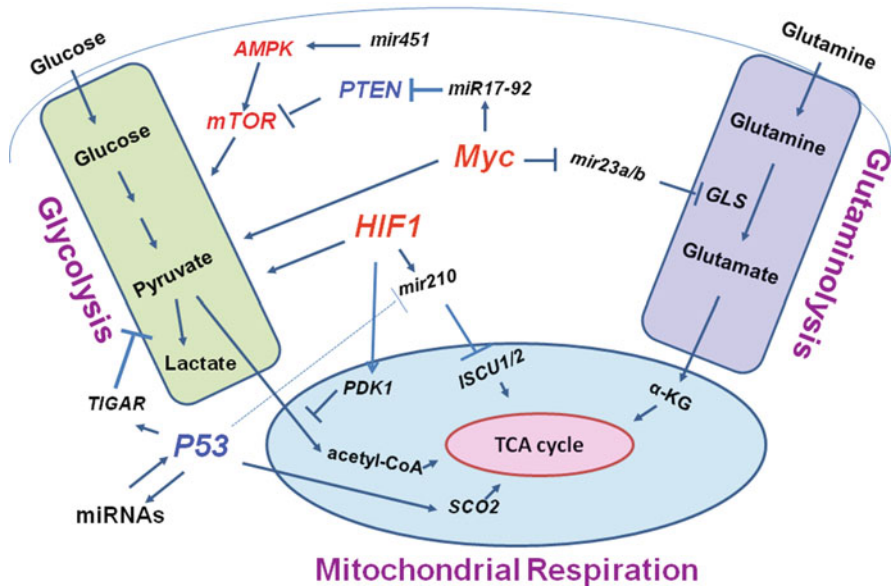 Glucose
AMPK
mir451
Glutamine
PTEN
miR17-92
mTOR
Glucose
Glutamine
Myc
mir23a/b
GLS
Glycolysis
Glutaminolysis
HIF1
Pyruvate
Glutamate
mir210
Lactate
ISCU1/2
PDK1
α-KG
TIGAR
P53
TCA cycle
acetyl-CoA
SCO2
miRNAs
Mitochondrial Respiration